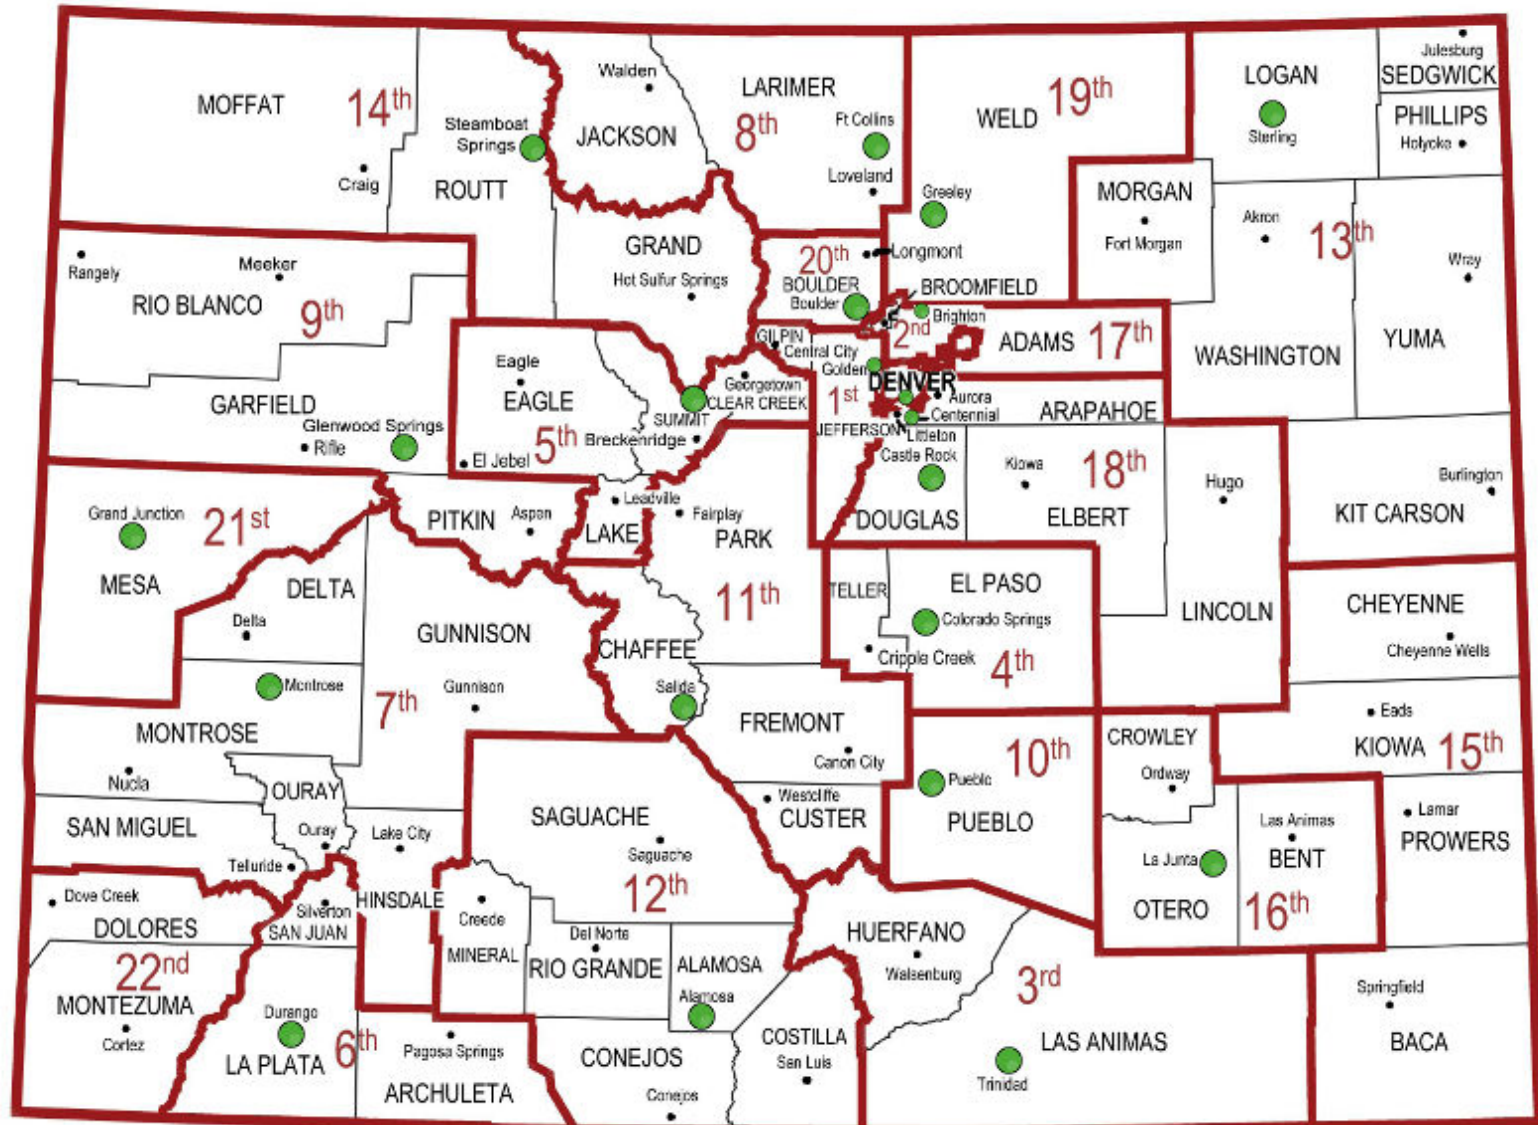 Julesburg
SEDGWICK
LOGAN
Walden
LARIMER
19th
MOFFAT
14th
WELD
PHILLIPS
Steamboat
Springs
JACKSON
8th
Ft Collins
Sterling
Holyoke
Craig
ROUTT
Loveland
Greeley
MORGAN
Akron
13th
Fort Morgan
GRAND
Longmont
Rangely
Meeker
20th
Wray
RIO BLANCO
9th
Hot Sulfur Springs
BOULDER
Boulder
BROOMFIELD
Brighton
2nd
GILPIN
Central City
ADAMS
17th
WASHINGTON
YUMA
Eagle
Golden
Georgetown
DENVER
Aurora
GARFIELD
EAGLE
SUMMIT
CLEAR CREEK
1st
Centennial
ARAPAHOE
Glenwood Springs
Rifle
5th
Breckenridge
JEFFERSON
Littleton
El Jebel
Castle Rock
Kiowa
18th
Hugo
Burlington
Grand Junction
21st
PITKIN
Aspen
Leadville
LAKE
Fairplay
PARK
DOUGLAS
ELBERT
KIT CARSON
MESA
DELTA
Delta
TELLER
EL PASO
11th
Colorado Springs
LINCOLN
CHEYENNE
GUNNISON
CHAFFEE
Cripple Creek
4th
Cheyenne Wells
Montrose
7th
Gunnison
Salida
FREMONT
Eads
MONTROSE
Canon City
CROWLEY
KIOWA
15th
Nucla
10th
Pueblo
Ordway
OURAY
Westcliffe
CUSTER
SAN MIGUEL
Ouray
Lake City
SAGUACHE
PUEBLO
Las Animas
Lamar
PROWERS
Telluride
Saguache
La Junta
BENT
Dove Creek
HINSDALE
12th
OTERO
16th
DOLORES
Silverton
SAN JUAN
Creede
MINERAL
Del Norte
RIO GRANDE
ALAMOSA
HUERFANO
Walsenburg
22nd
3rd
MONTEZUMA
Durango
Alamosa
Springfield
Cortez
LA PLATA
6th
Pagosa Springs
CONEJOS
COSTILLA
San Luis
LAS ANIMAS
BACA
ARCHULETA
Conejos
Trinidad